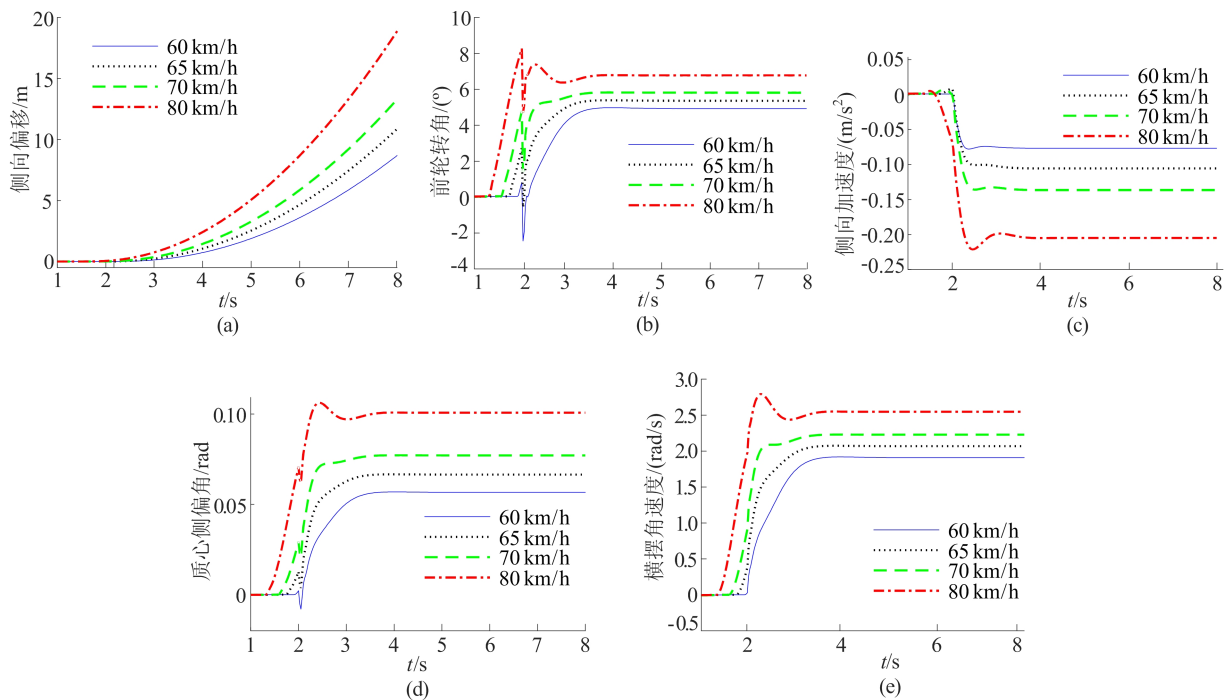 侧向偏移/m
20
15
10
5
0
60 km/h
65 km/h
70 km/h
80 km/h
1 2 3 4 5 6 7 8
t/s
(a)
前轮转角/(º)
10
8
6
4
2
0
-2
-4
60 km/h
65 km/h
70 km/h
80 km/h
1 2 3 4 5 6 7 8
t/s
(b)
侧向加速度/(m/s²)
0.05
0
-0.05
-0.10
-0.15
-0.20
-0.25
60 km/h
65 km/h
70 km/h
80 km/h
2 4 6 8
t/s
(c)
质心侧偏角/rad
0.10
0.05
0
60 km/h
65 km/h
70 km/h
80 km/h
1 2 3 4 5 6 7 8
t/s
(d)
横摆角速度/(rad/s)
3.0
2.5
2.0
1.5
1.0
0.5
0
-0.5
60 km/h
65 km/h
70 km/h
80 km/h
2 4 6 8
t/s
(e)